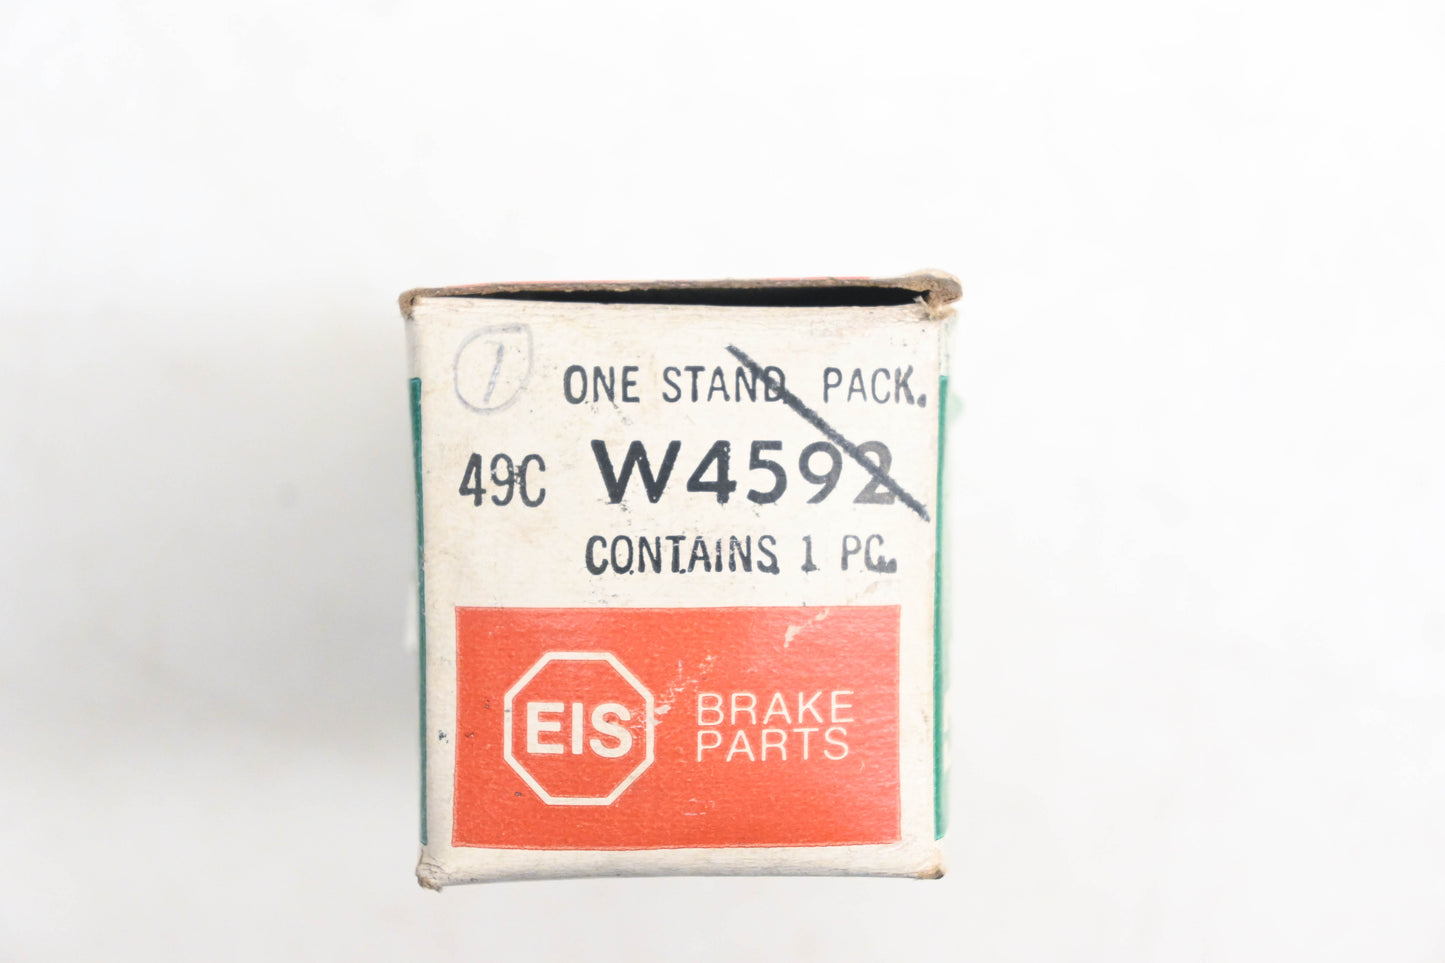 1
ONE STAND. PACK.
49C W4592
CONTAINS 1 PC.
EIS
BRAKE
PARTS